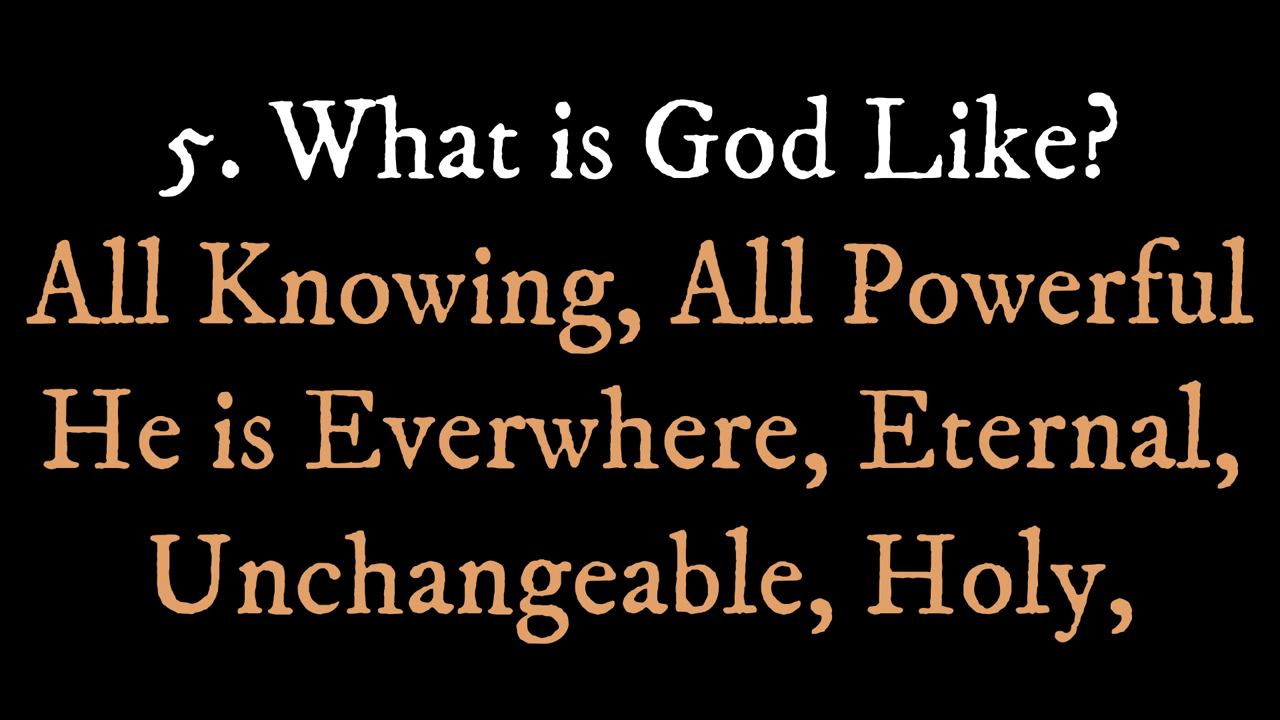 5. What is God Like?
All Knowing, All Powerful
He is Everwhere, Eternal,
Unchangeable, Holy,